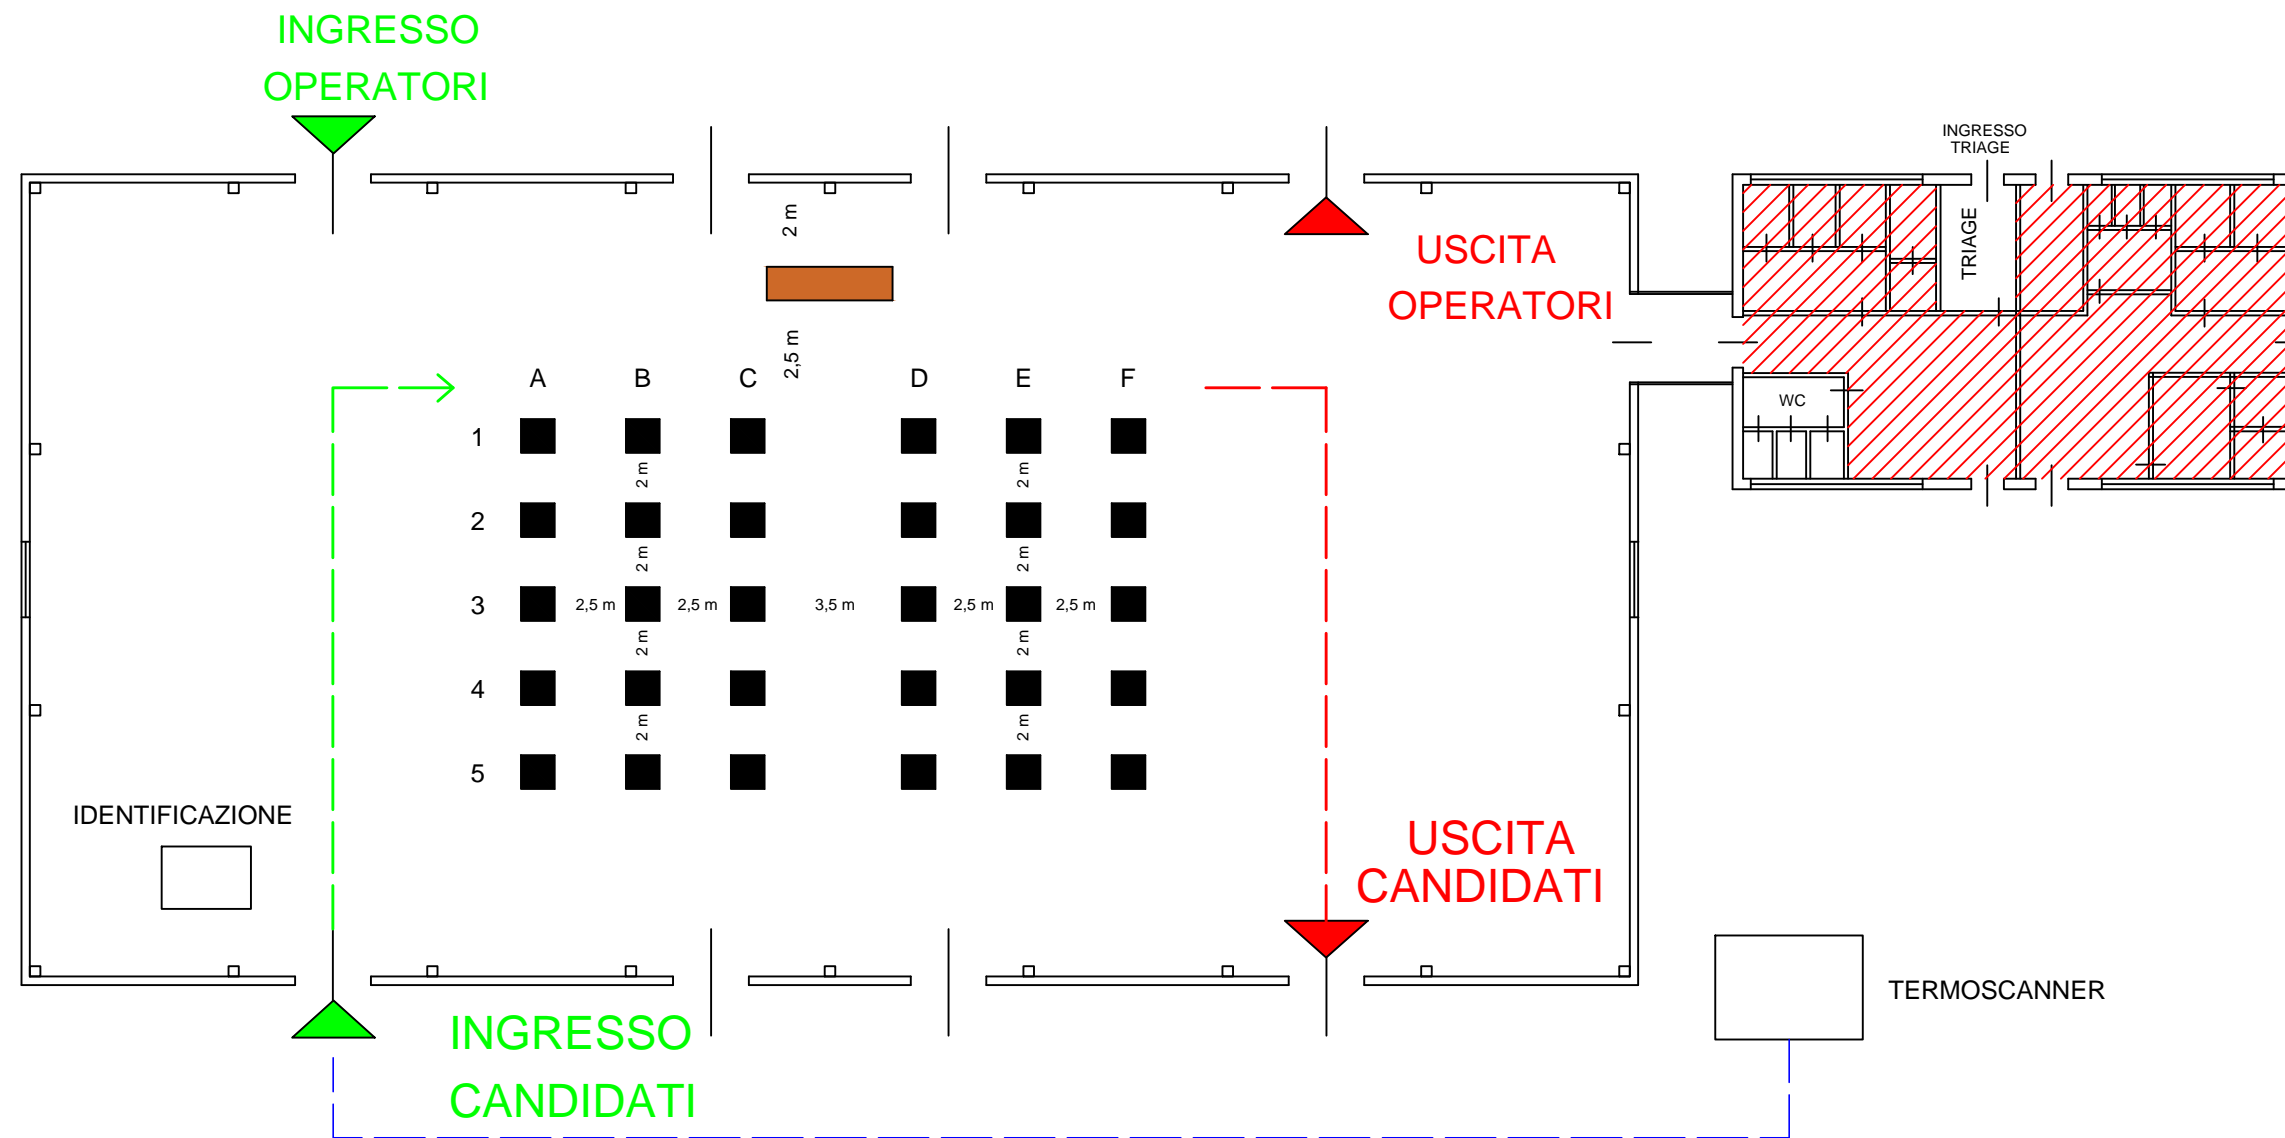 INGRESSO
OPERATORI
INGRESSO
TRIAGE
TRIAGE
2 m
USCITA
OPERATORI
2,5 m
A B C D E F
WC
1
2 m 2 m
2
2 m 2 m
3 2,5 m 2,5 m 3,5 m 2,5 m 2,5 m
2 m 2 m
4
2 m 2 m
5
IDENTIFICAZIONE
USCITA
CANDIDATI
TERMOSCANNER
INGRESSO
CANDIDATI